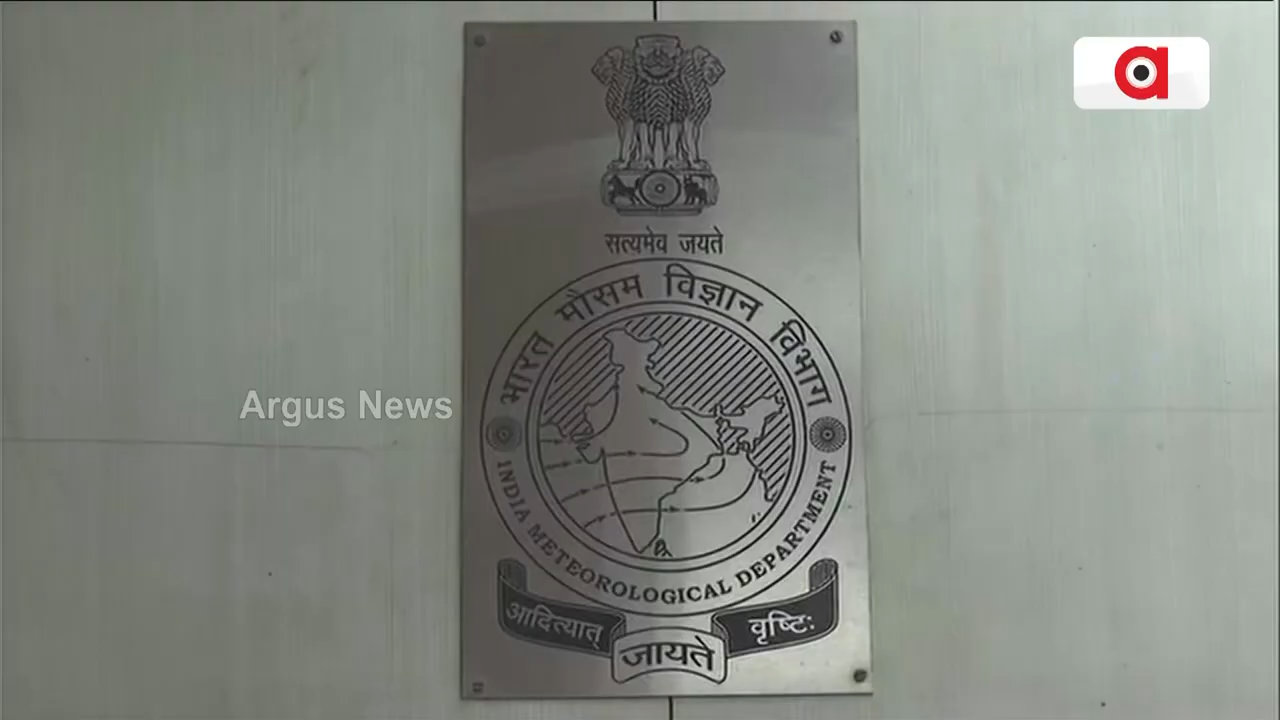 सत्यमेव जयते
भारत मौसम विज्ञान विभाग
Argus News
INDIA METEOROLOGICAL DEPARTMENT
आदित्यात् जायते वृष्टिः